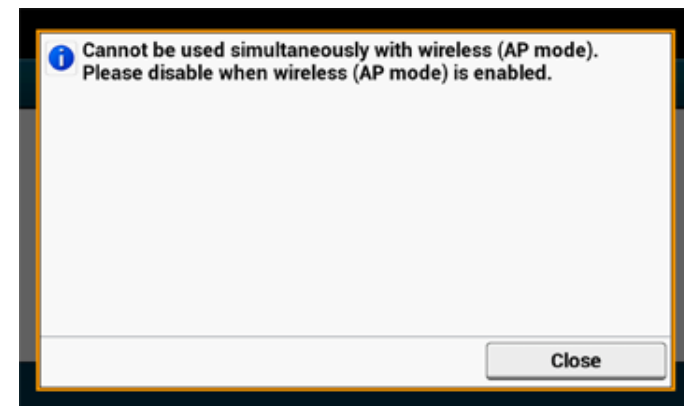 Cannot be used simultaneously with wireless (AP mode).
Please disable when wireless (AP mode) is enabled.
Close